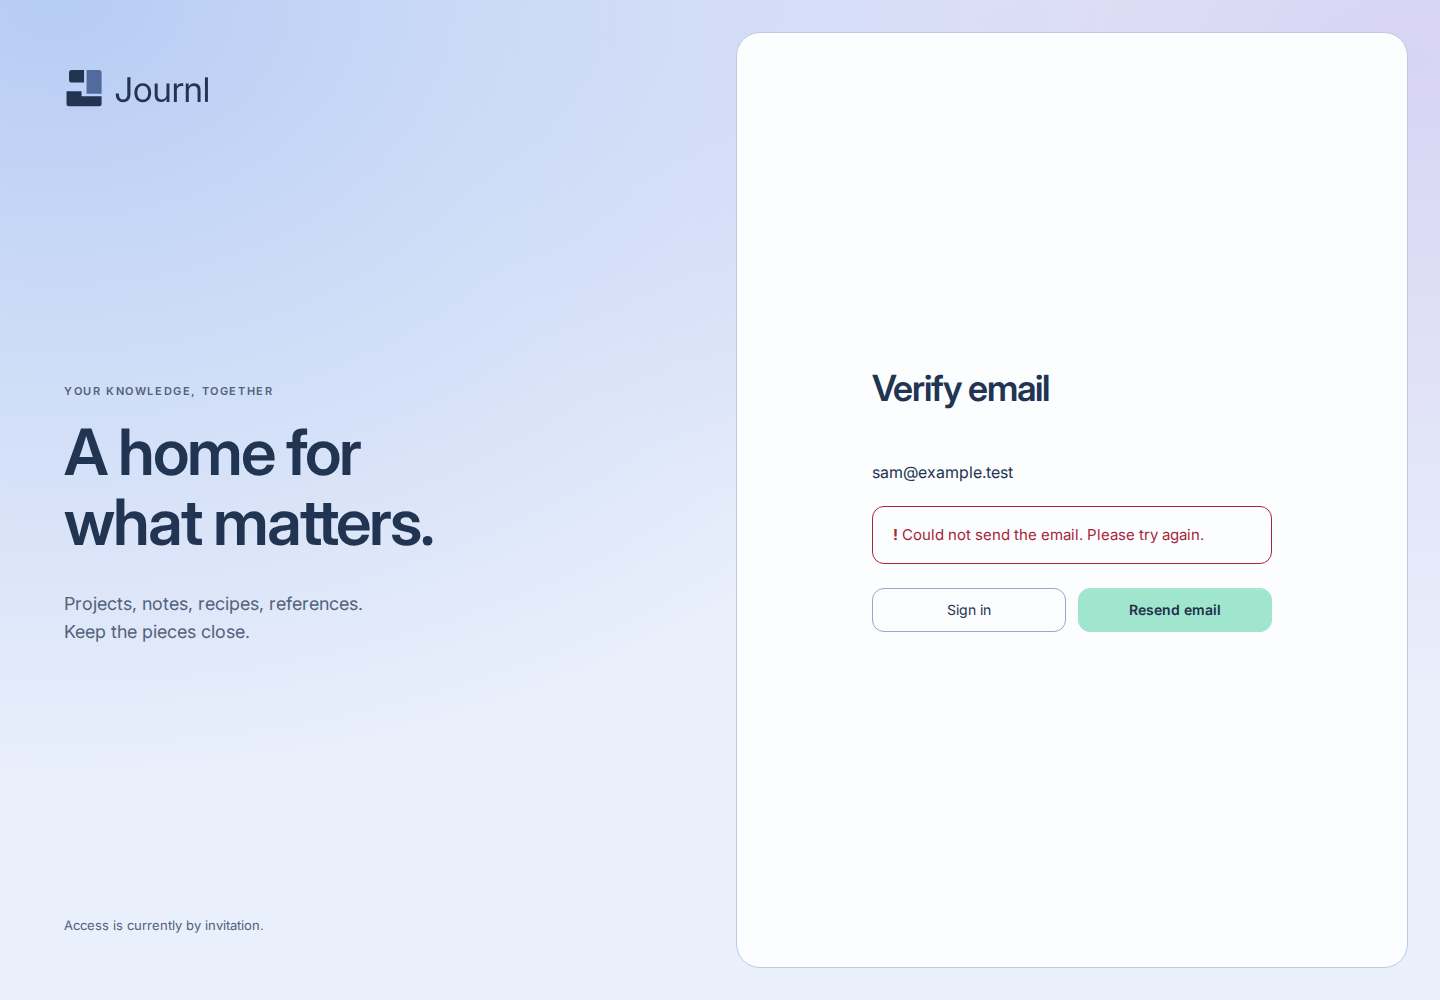 Journl
YOUR KNOWLEDGE, TOGETHER
A home for
what matters.
Projects, notes, recipes, references.
Keep the pieces close.
Access is currently by invitation.
Verify email
sam@example.test
! Could not send the email. Please try again.
Sign in
Resend email